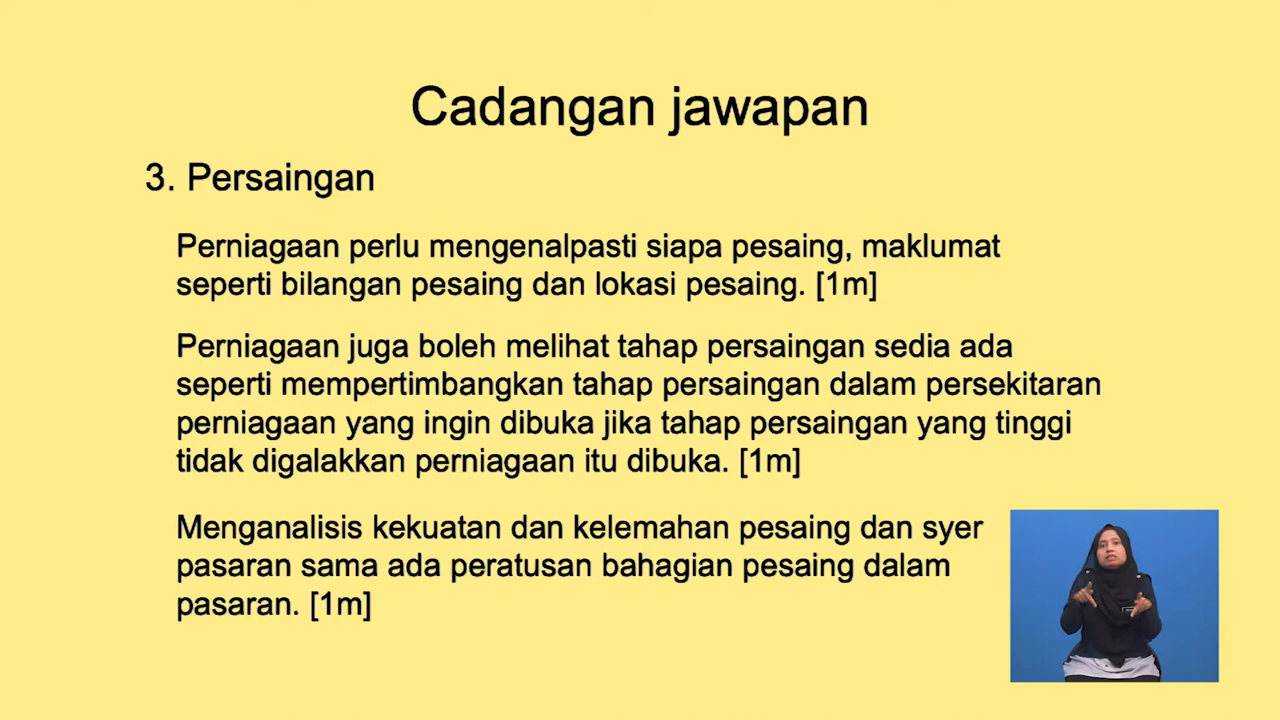 Cadangan jawapan
3. Persaingan
Perniagaan perlu mengenalpasti siapa pesaing, maklumat
seperti bilangan pesaing dan lokasi pesaing. [1m]
Perniagaan juga boleh melihat tahap persaingan sedia ada
seperti mempertimbangkan tahap persaingan dalam persekitaran
perniagaan yang ingin dibuka jika tahap persaingan yang tinggi
tidak digalakkan perniagaan itu dibuka. [1m]
Menganalisis kekuatan dan kelemahan pesaing dan syer
pasaran sama ada peratusan bahagian pesaing dalam
pasaran. [1m]